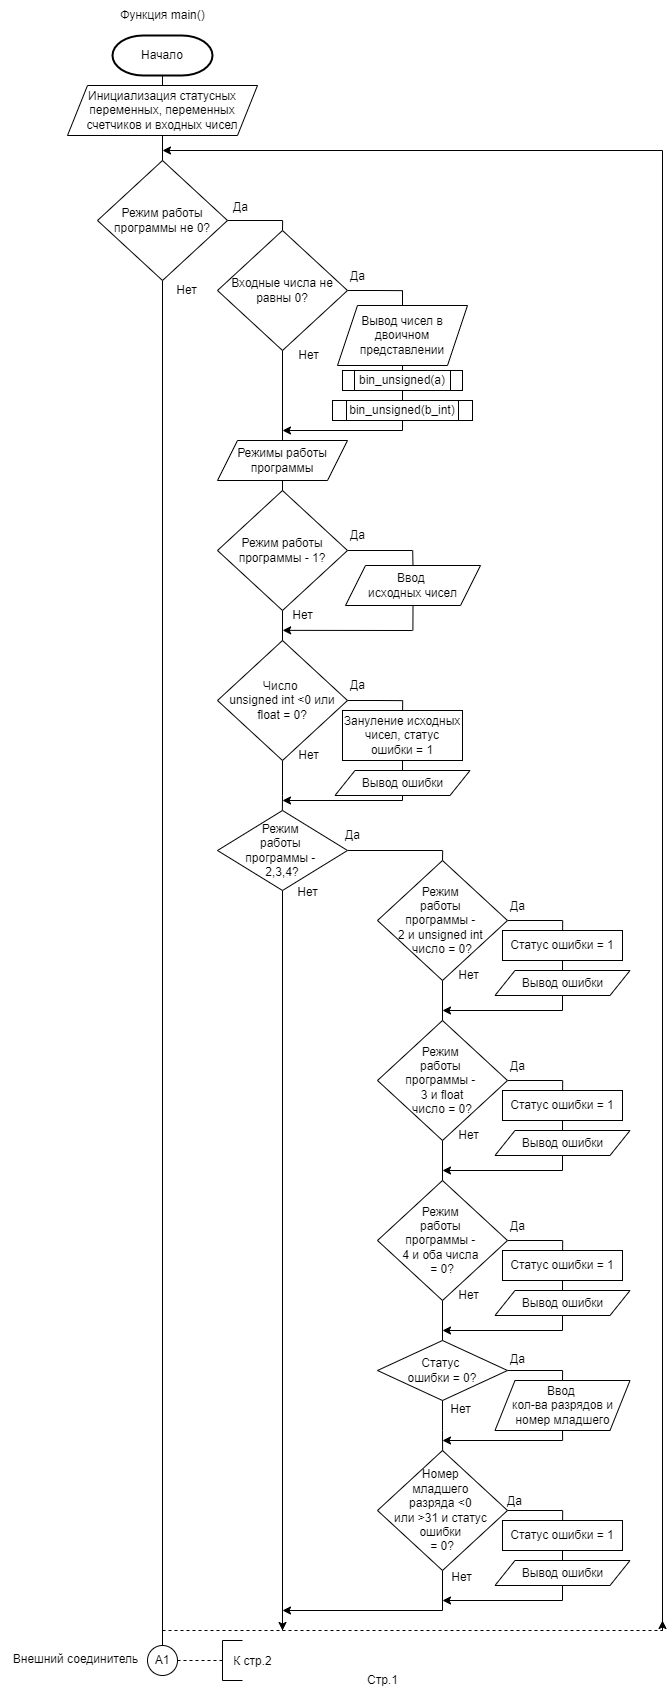 Функция main()
Начало
Инициализация статусных
переменных, переменных
счетчиков и входных чисел
Режим работы
программы не 0?
Да
Нет
Входные числа не
равны 0?
Да
Нет
Вывод чисел в
двоичном
представлении
bin_unsigned(a)
bin_unsigned(b_int)
Режимы работы
программы
Режим работы
программы - 1?
Да
Нет
Ввод
исходных чисел
Число
unsigned int <0 или
float = 0?
Да
Нет
Зануление исходных
чисел, статус
ошибки = 1
Вывод ошибки
Режим
работы
программы -
2,3,4?
Да
Нет
Режим
работы
программы -
2 и unsigned int
число = 0?
Да
Нет
Статус ошибки = 1
Вывод ошибки
Режим
работы
программы -
3 и float
число = 0?
Да
Нет
Статус ошибки = 1
Вывод ошибки
Режим
работы
программы -
4 и оба числа
= 0?
Да
Нет
Статус ошибки = 1
Вывод ошибки
Статус
ошибки = 0?
Да
Нет
Ввод
кол-ва разрядов и
номер младшего
Номер
младшего
разряда <0
или >31 и статус
ошибки
= 0?
Да
Нет
Статус ошибки = 1
Вывод ошибки
Внешний соединитель
А1
К стр.2
Стр.1